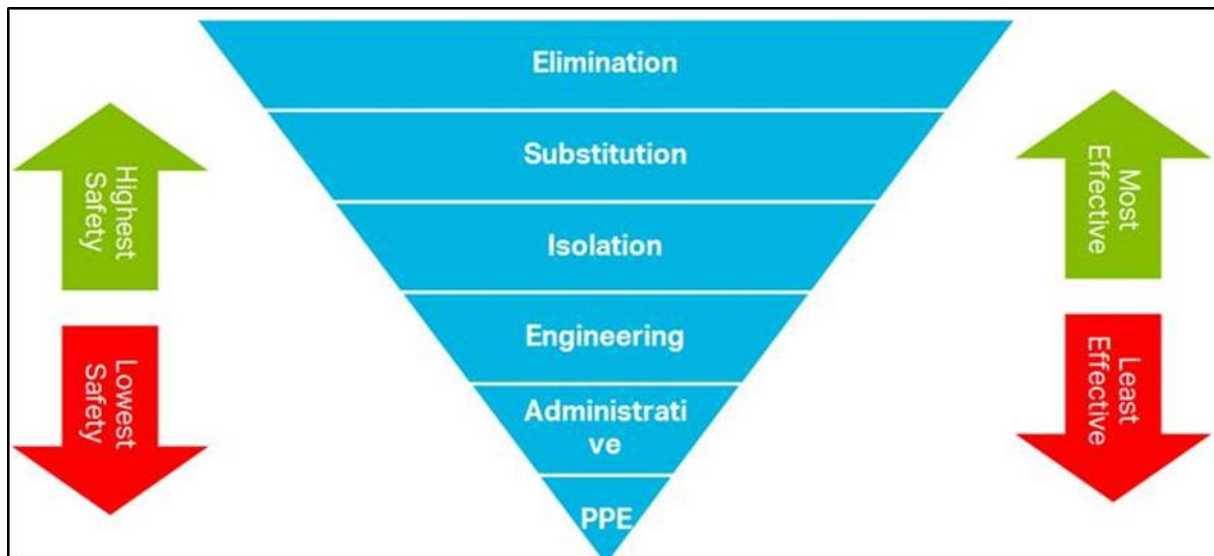 Elimination
Substitution
Isolation
Engineering
Administrati
ve
PPE
Highest
Safety
Lowest
Safety
Most
Effective
Least
Effective